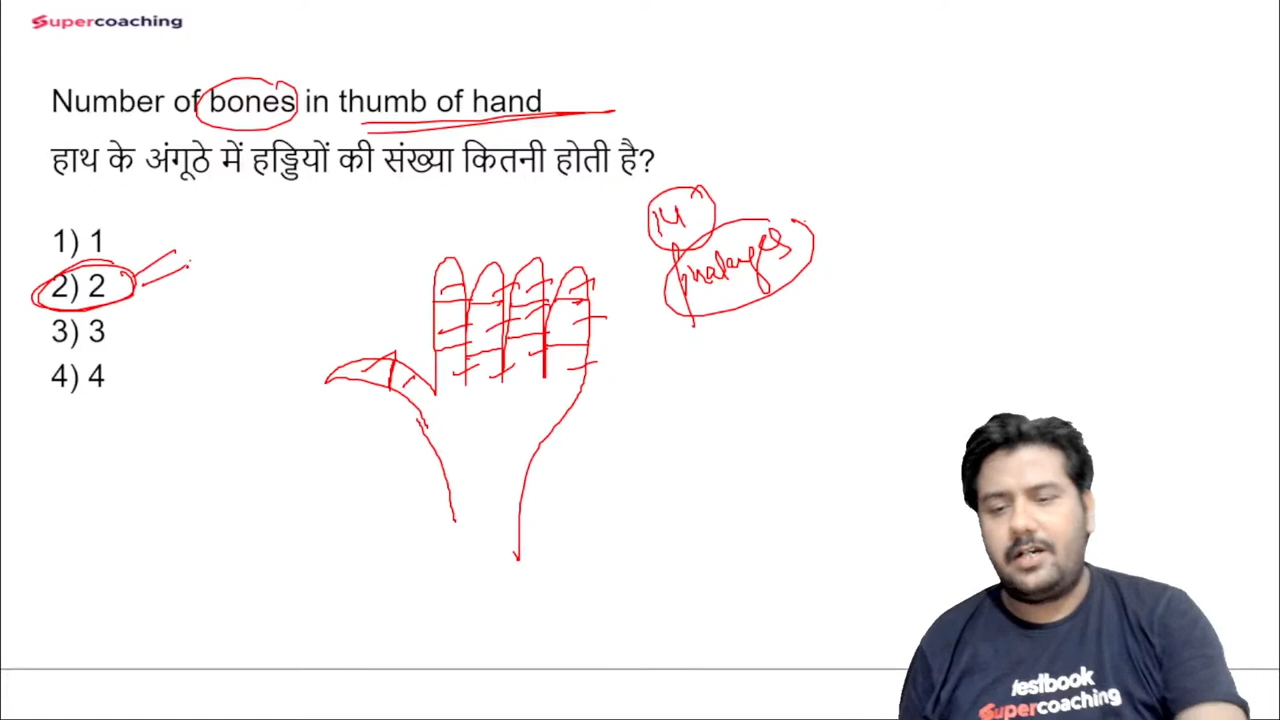 Supercoaching
Number of bones in thumb of hand
हाथ के अंगूठे में हड्डियों की संख्या कितनी होती है?
14
phalanges
1) 1
2) 2
3) 3
4) 4
testbook
Supercoaching